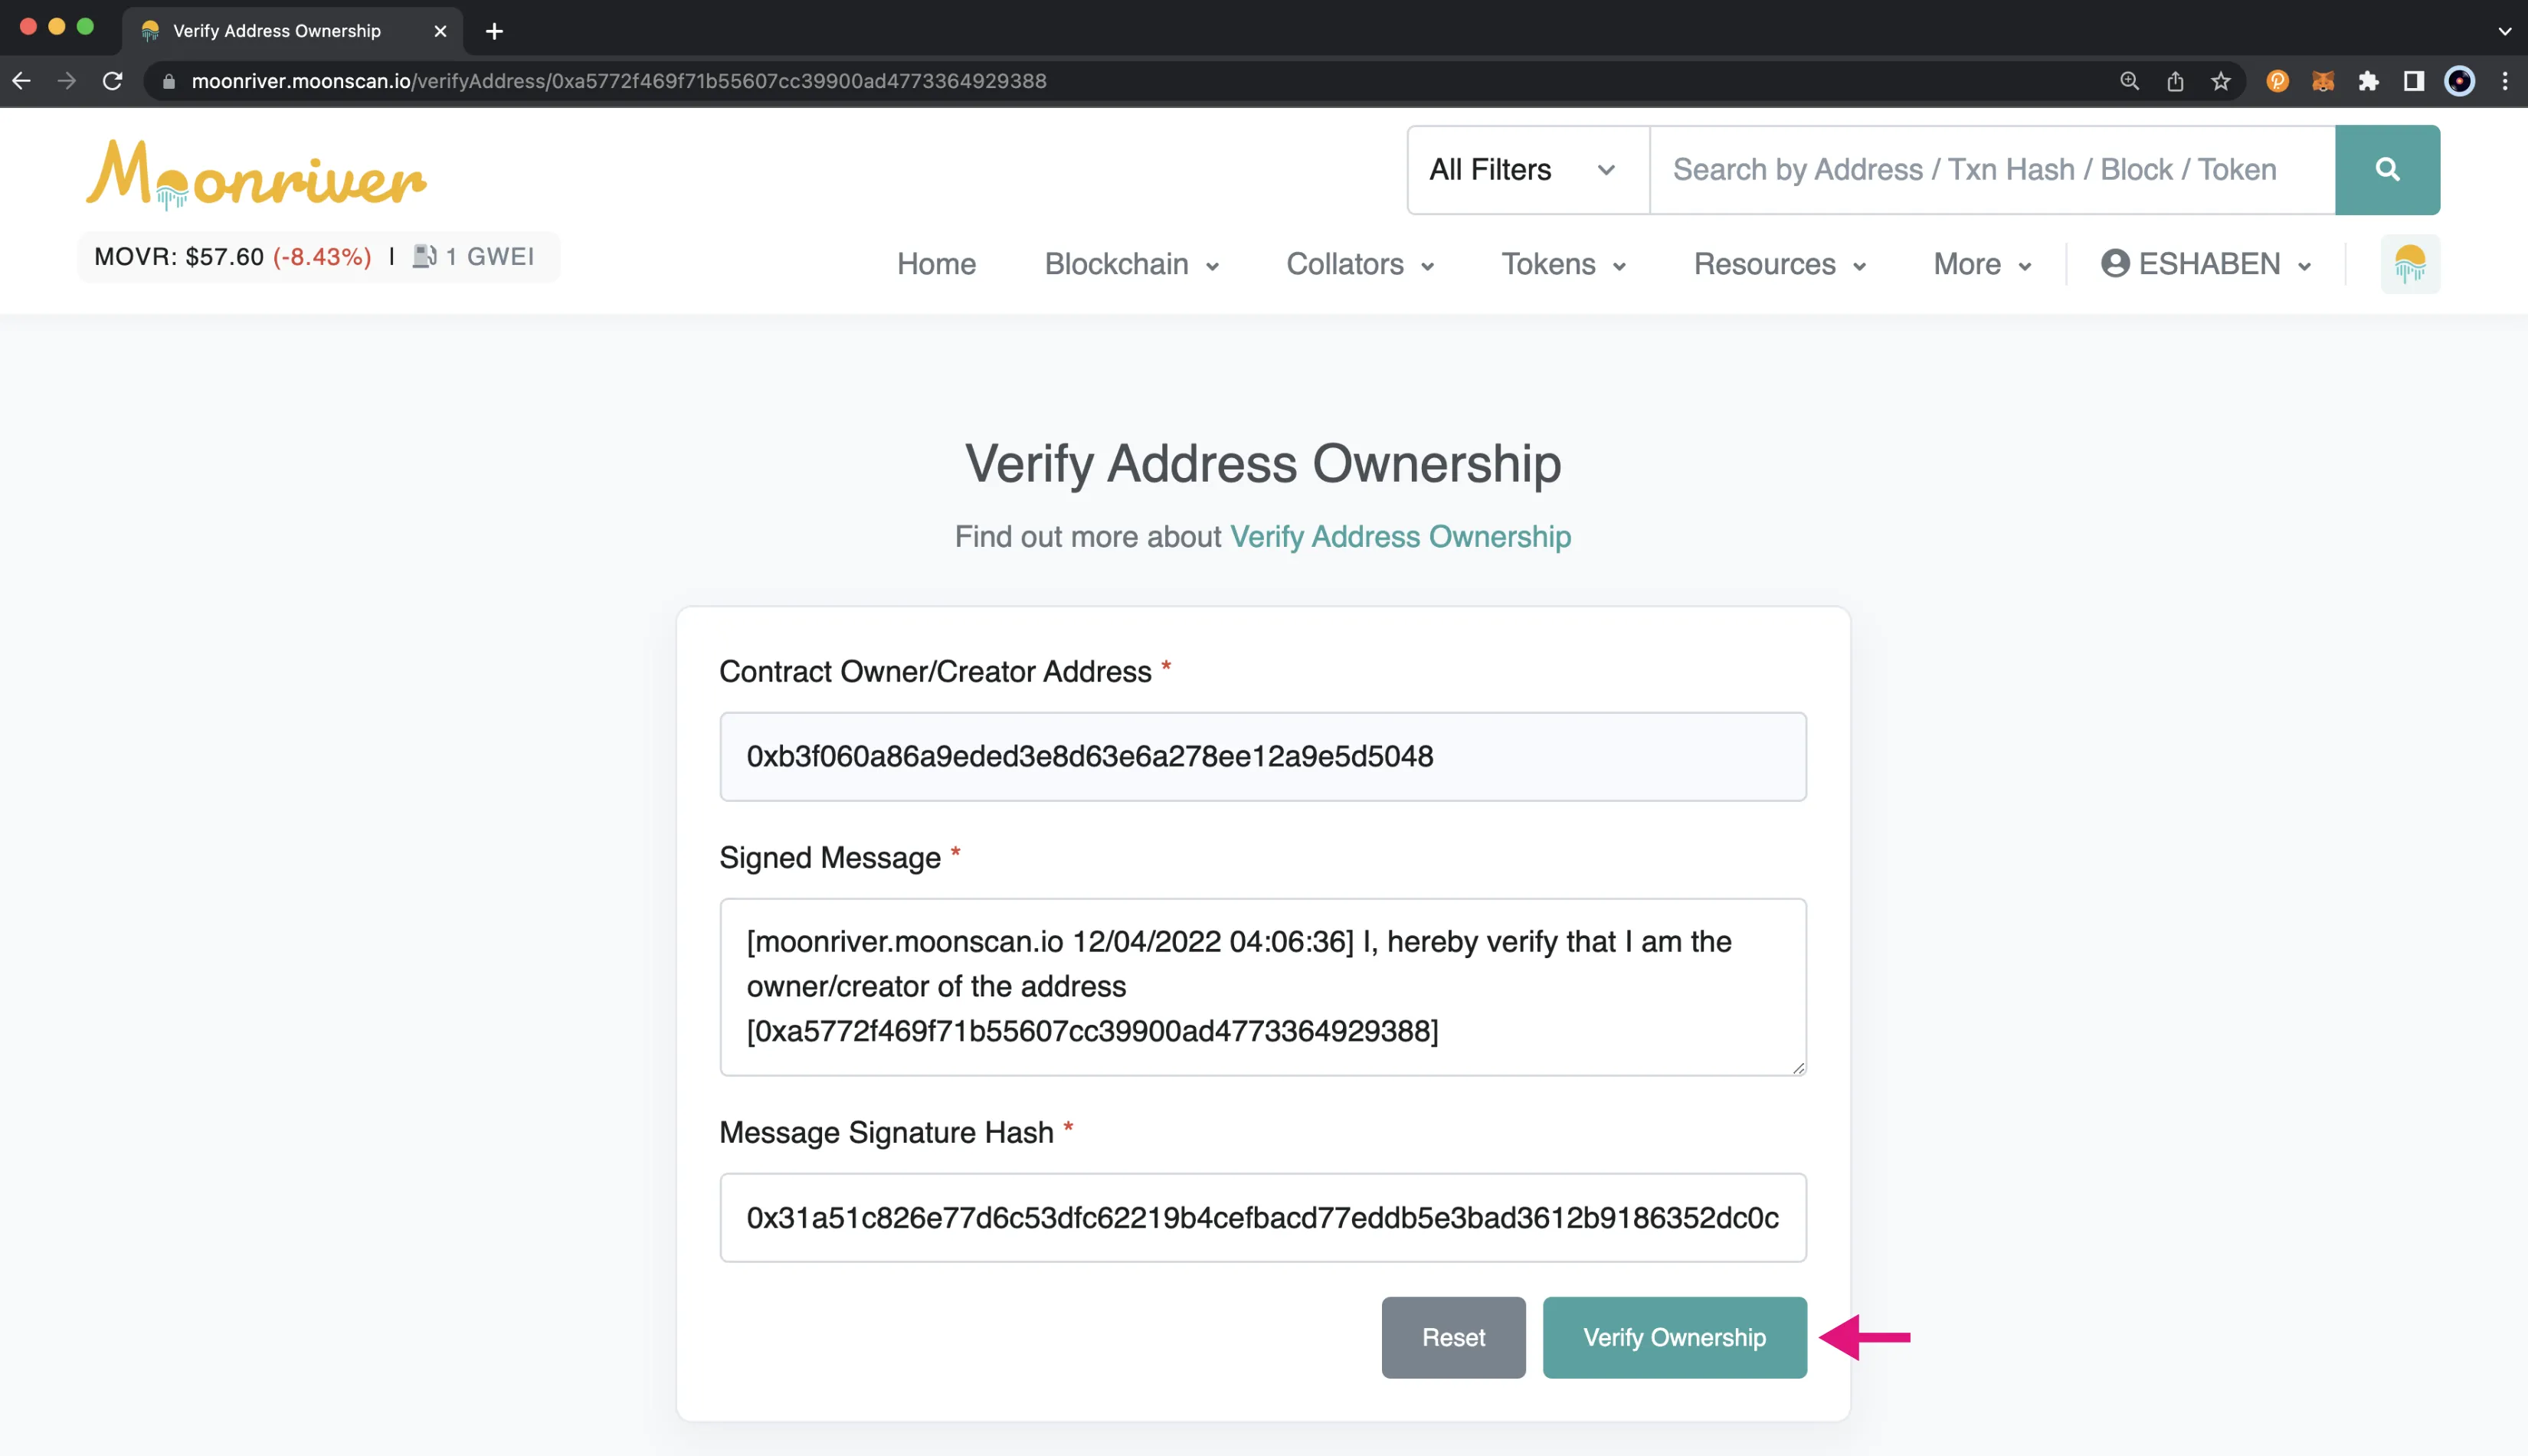 Verify Address Ownership
moonriver.moonscan.io/verifyAddress/0xa5772f469f71b55607cc39900ad4773364929388
Moonriver
All Filters
Search by Address / Txn Hash / Block / Token
MOVR: $57.60 (-8.43%) | 1 GWEI
Home Blockchain Collators Tokens Resources More ESHABEN
Verify Address Ownership
Find out more about Verify Address Ownership
Contract Owner/Creator Address *
0xb3f060a86a9eded3e8d63e6a278ee12a9e5d5048
Signed Message *
[moonriver.moonscan.io 12/04/2022 04:06:36] I, hereby verify that I am the
owner/creator of the address
[0xa5772f469f71b55607cc39900ad4773364929388]
Message Signature Hash *
0x31a51c826e77d6c53dfc62219b4cefbacd77eddb5e3bad3612b9186352dc0c
Reset Verify Ownership